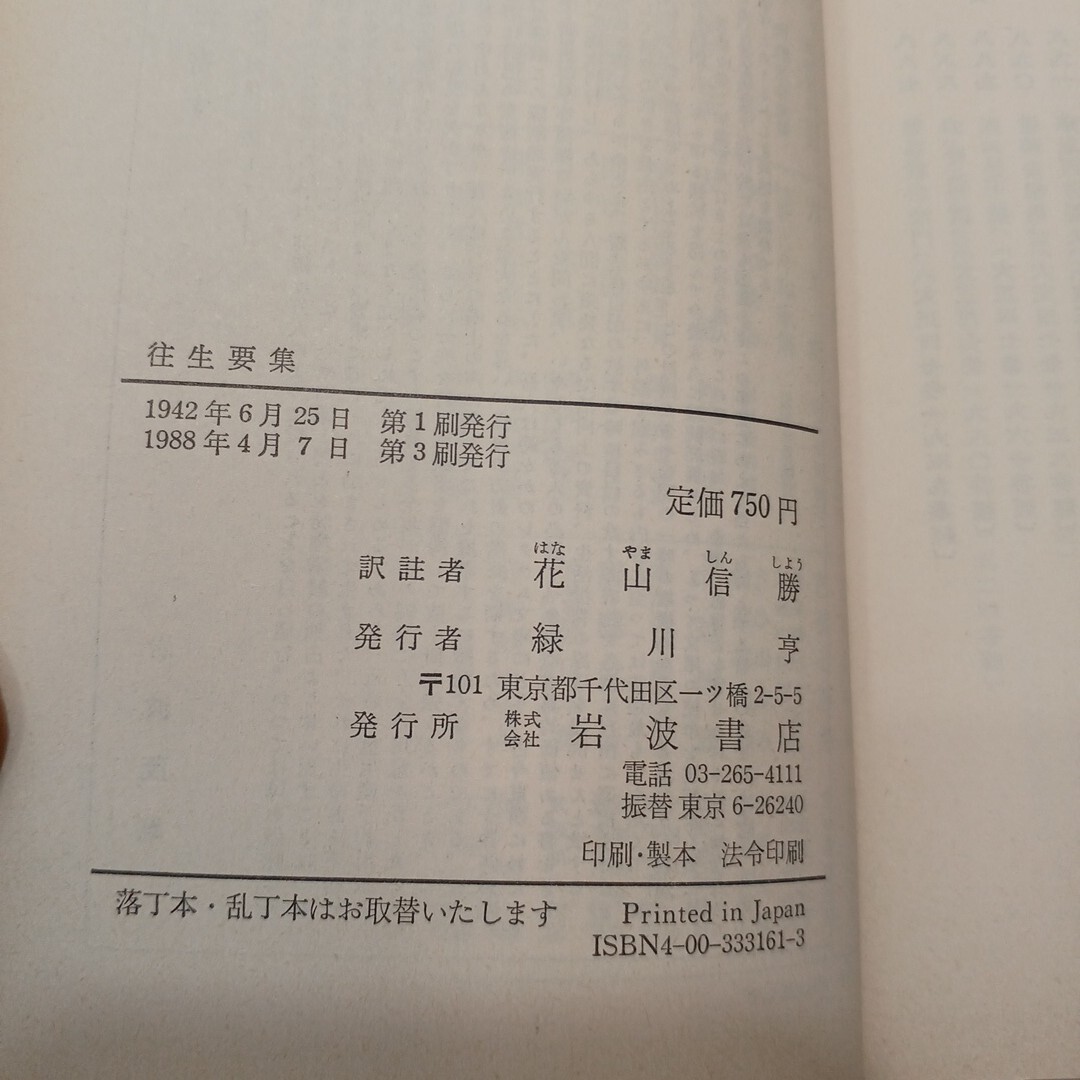 往生要集
1942年6月25日 第1刷発行
1988年4月7日 第3刷発行
定価750円
はな やま しん しよう
訳註者 花山信勝
発行者 緑川亨
〒101 東京都千代田区一ツ橋2-5-5
発行所 株式会社 岩波書店
電話 03-265-4111
振替 東京6-26240
印刷・製本 法令印刷
落丁本・乱丁本はお取替いたします Printed in Japan
ISBN4-00-333161-3